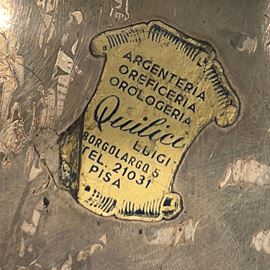 ARGENTERIA
OREFICERIA
OROLOGERIA
Quilici
LUIGI
BORGOLARGO,5
TEL. 21031
PISA